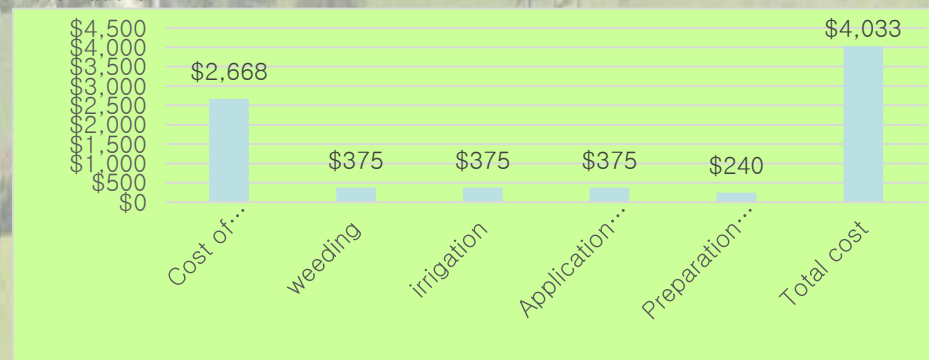 $4,500
$4,000
$3,500
$3,000
$2,500
$2,000
$1,500
$1,000
$500
$0
$2,668
$375
$375
$375
$240
$4,033
Cost of…
weeding
irrigation
Application…
Preparation…
Total cost